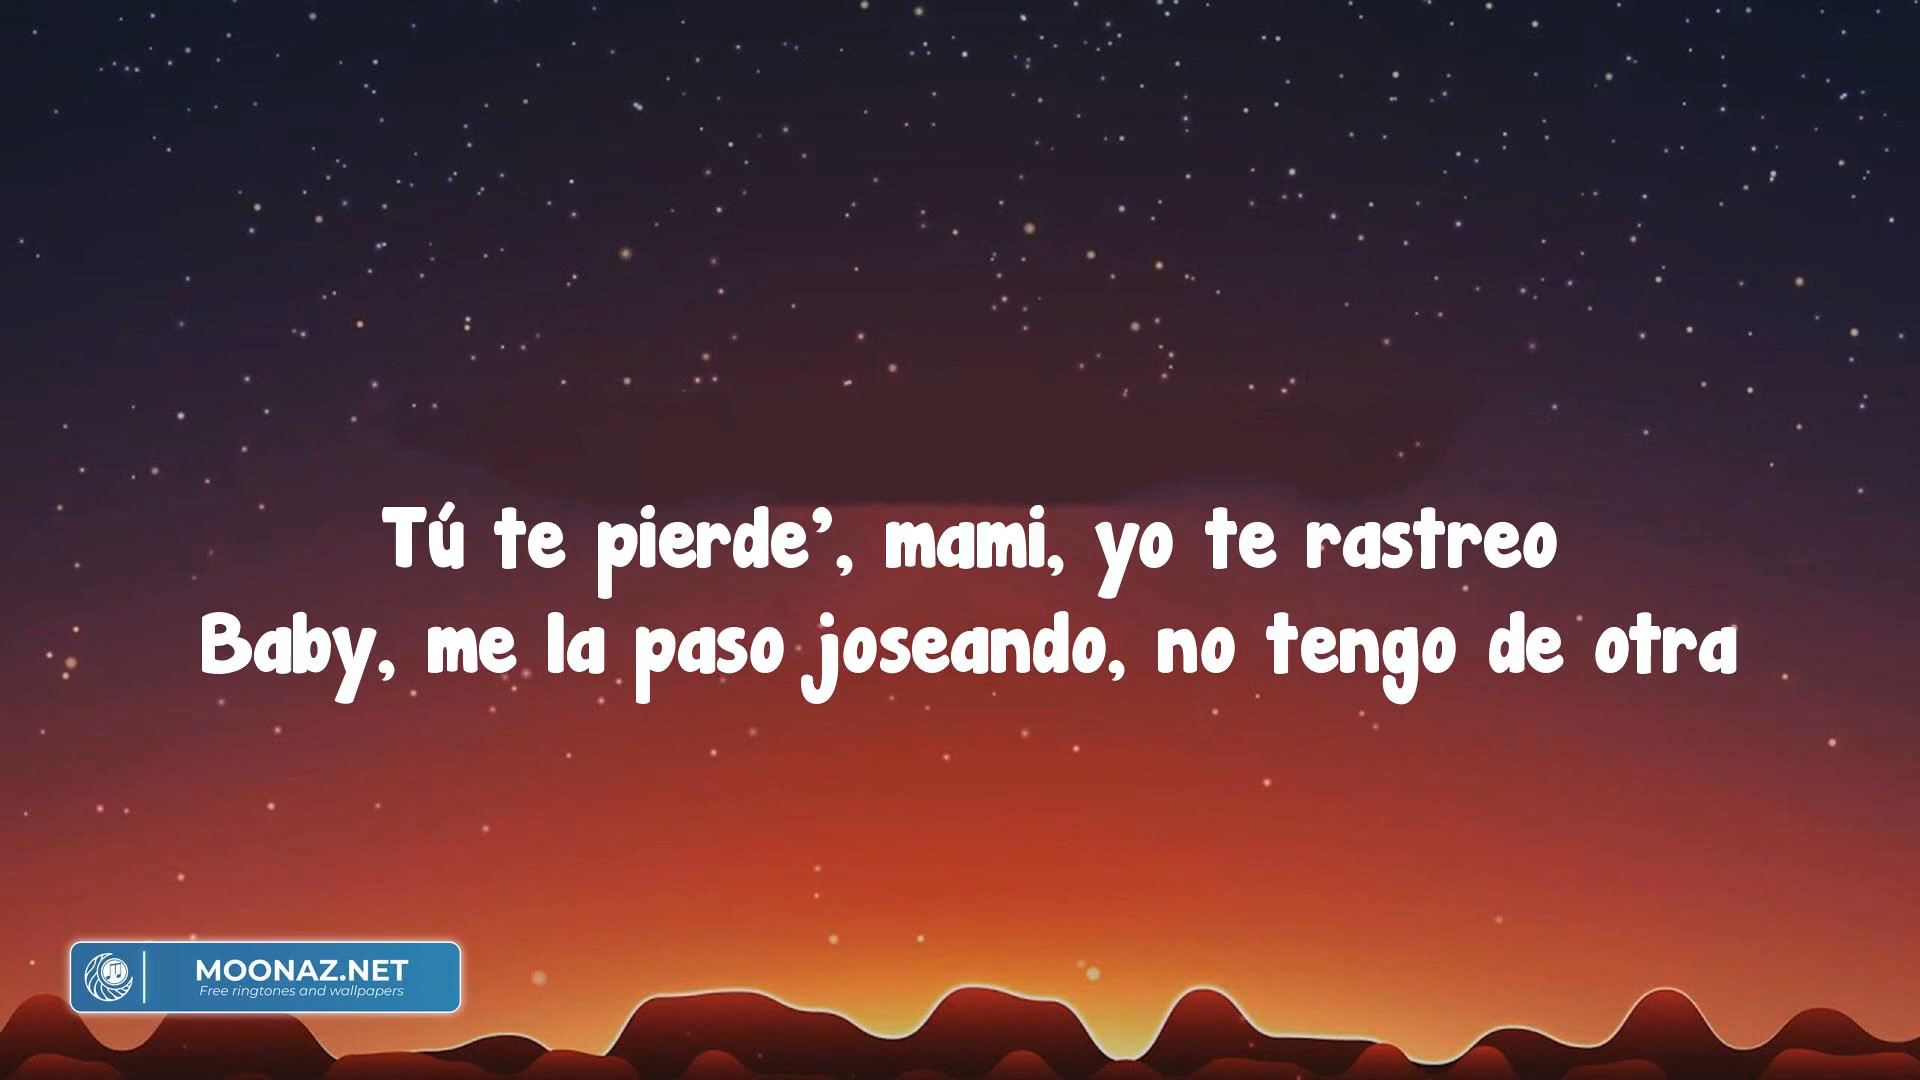 Tú te pierde’, mami, yo te rastreo
Baby, me la paso joseando, no tengo de otra
MOONAZ.NET
Free ringtones and wallpapers